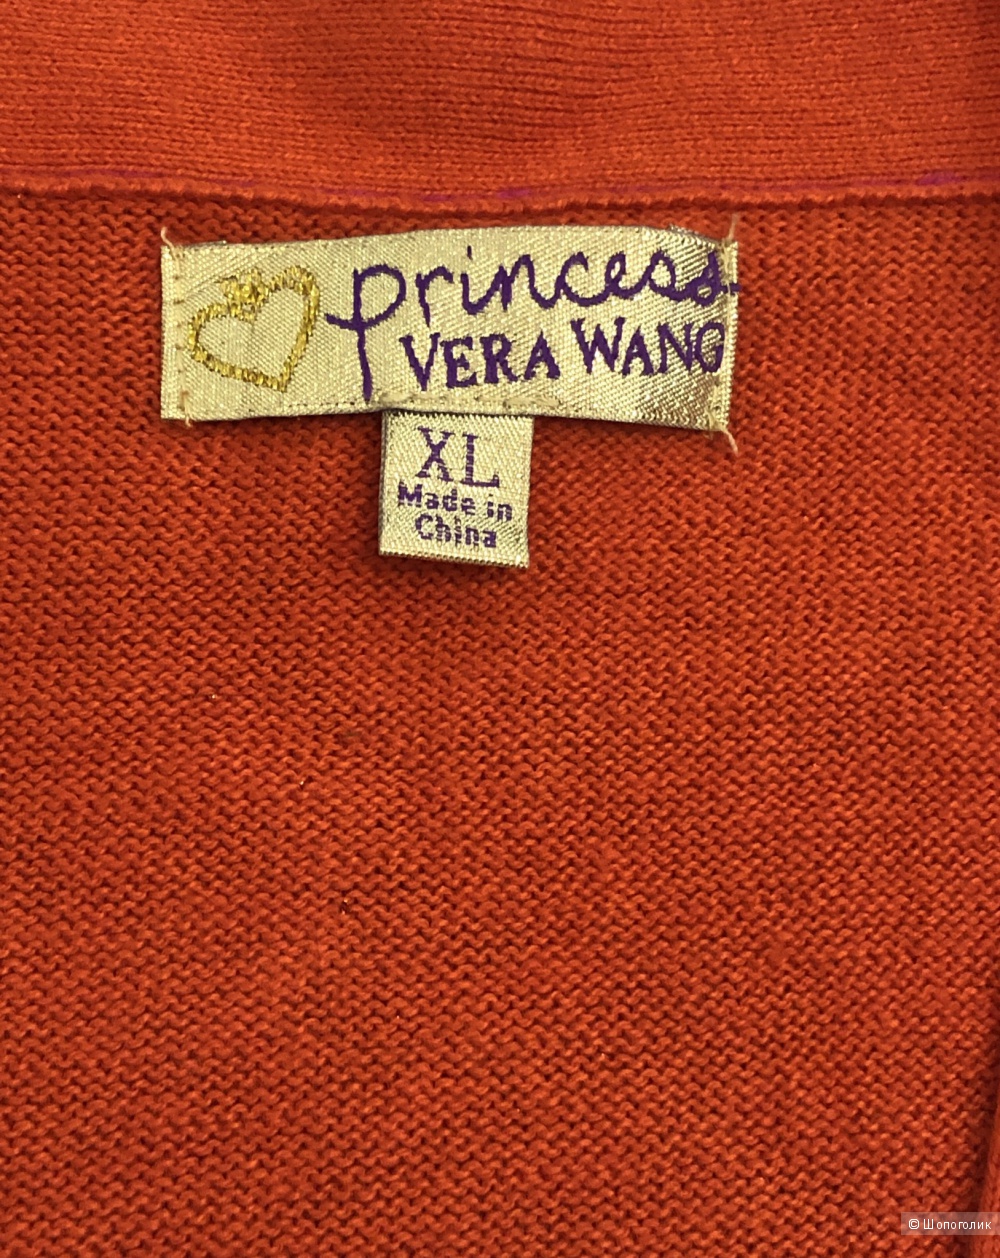 princess
VERA WANG
XL
Made in
China
© Шопоголик